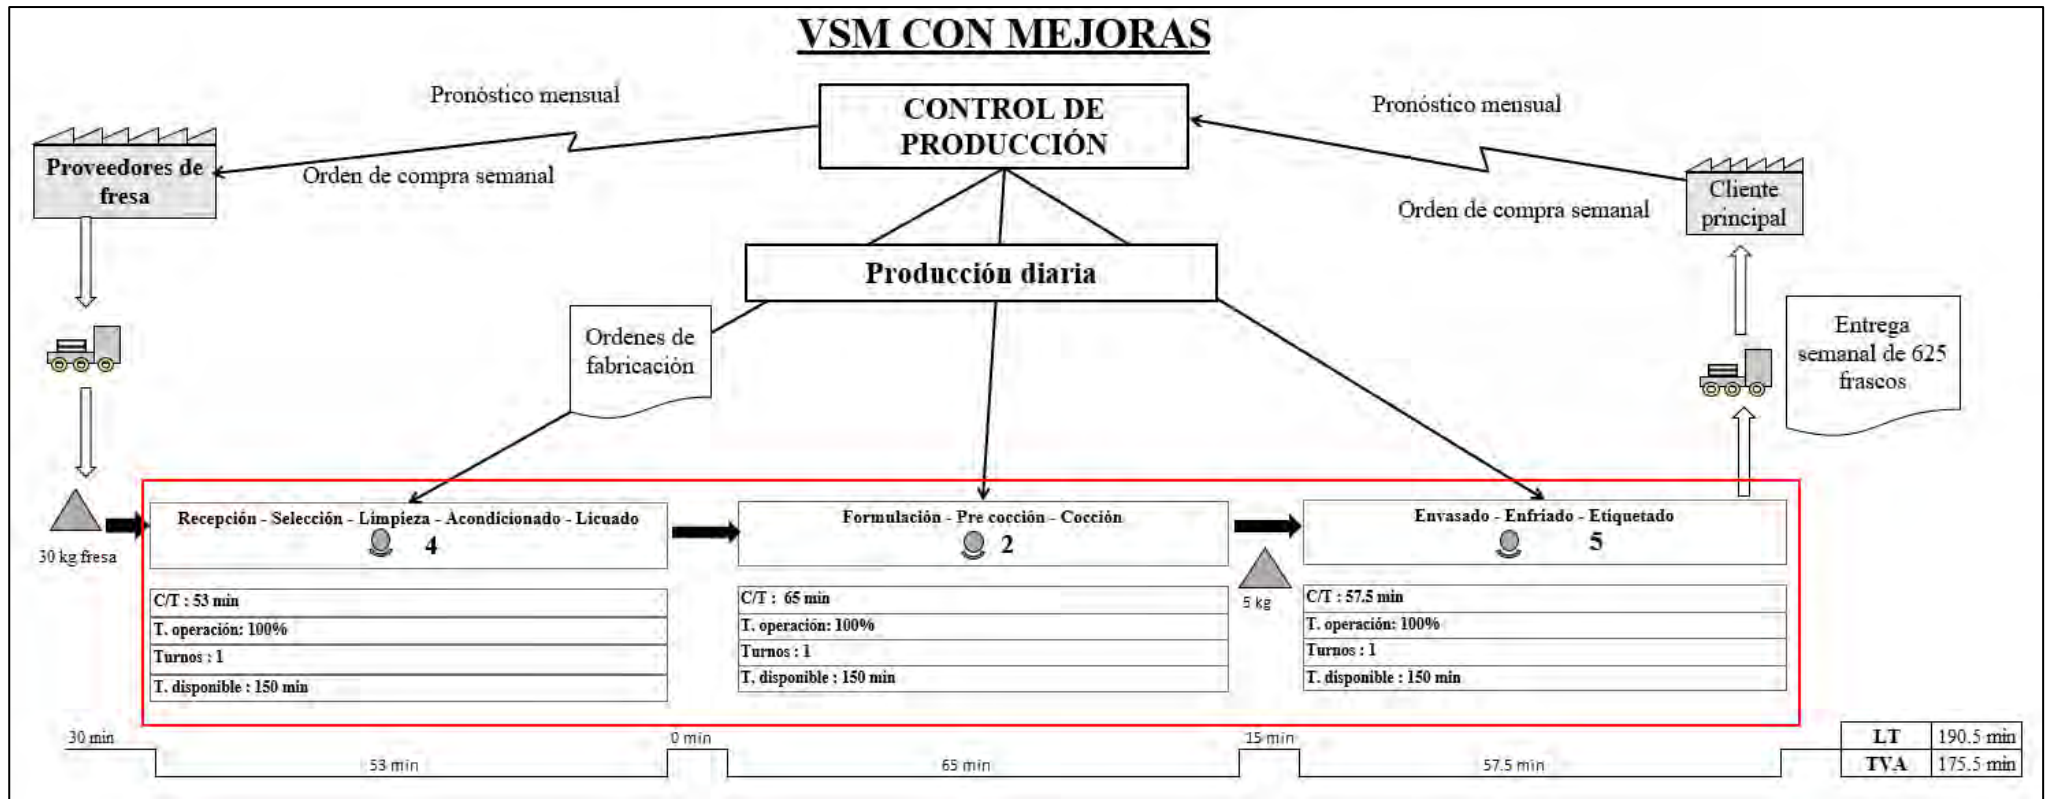 VSM CON MEJORAS
Pronóstico mensual
CONTROL DE
PRODUCCIÓN
Pronóstico mensual
Proveedores de
fresa
Orden de compra semanal
Cliente
principal
Orden de compra semanal
Producción diaria
Ordenes de
fabricación
Entrega
semanal de 625
frascos
30 kg fresa
Recepción - Selección - Limpieza - Acondicionado - Licuado
4
C/T : 53 min
T. operación: 100%
Turnos : 1
T. disponible : 150 min
Formulación - Pre cocción - Cocción
2
C/T : 65 min
T. operación: 100%
Turnos : 1
T. disponible : 150 min
5 kg
Envasado - Enfriado - Etiquetado
5
C/T : 57.5 min
T. operación: 100%
Turnos : 1
T. disponible : 150 min
30 min
53 min
0 min
65 min
15 min
57.5 min
LT 190.5 min
TVA 175.5 min